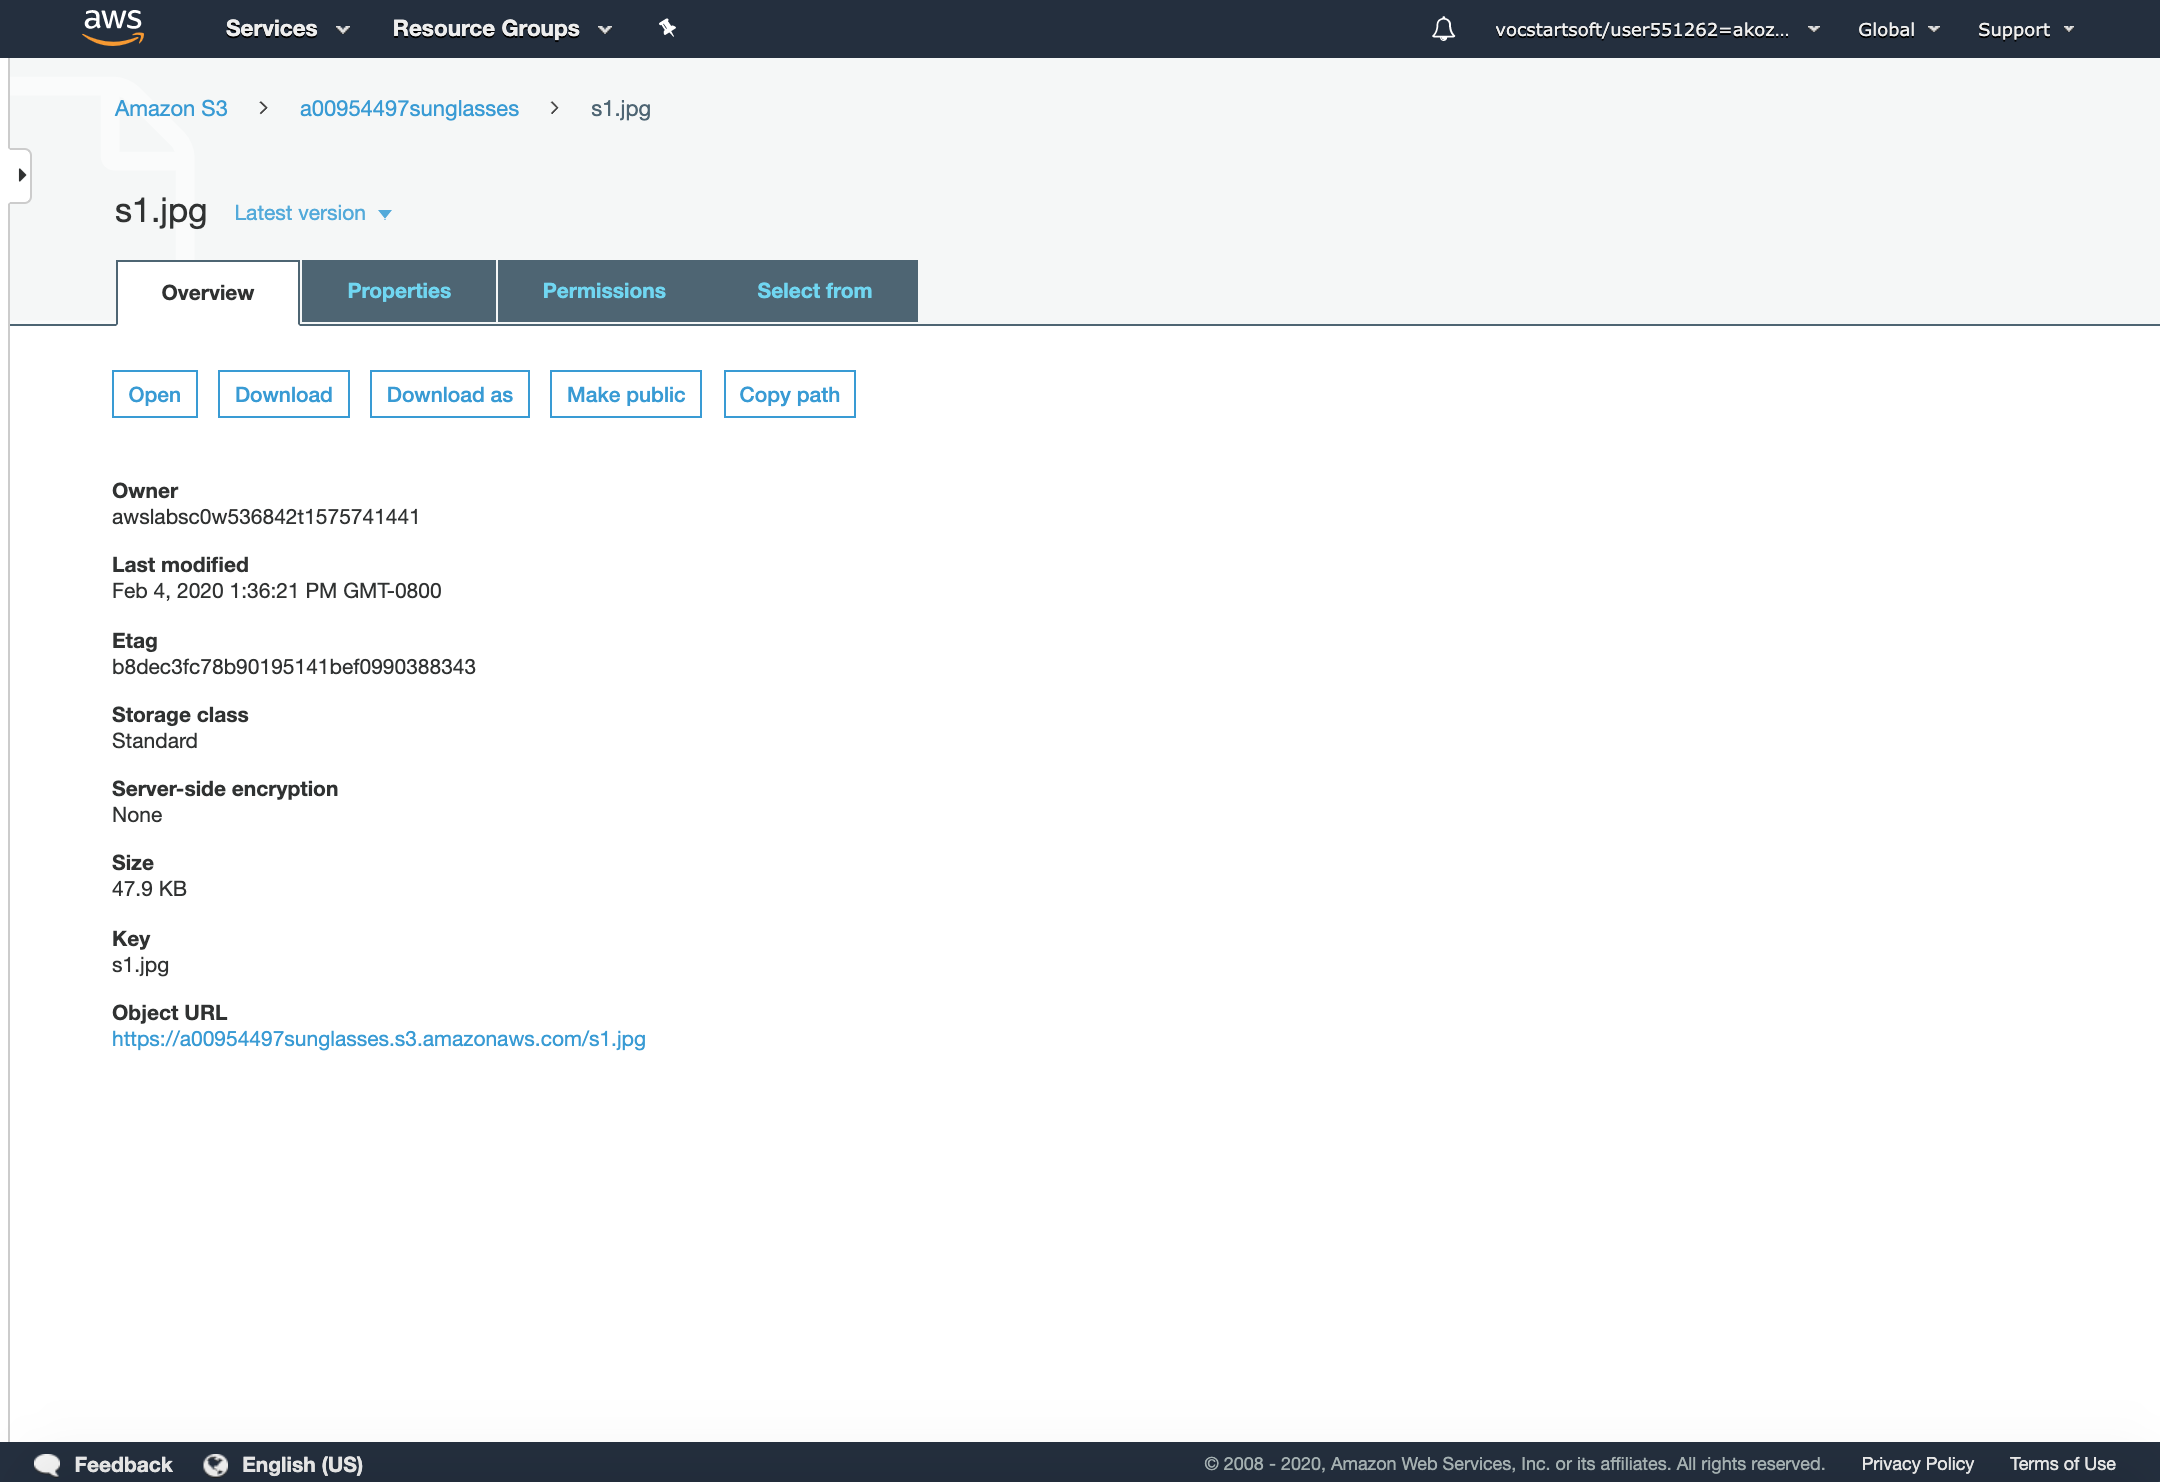 aws Services Resource Groups vocstartsoft/user551262=akoz... Global Support
Amazon S3 > a00954497sunglasses > s1.jpg
s1.jpg Latest version
Overview Properties Permissions Select from
Open Download Download as Make public Copy path
Owner
awslabsc0w536842t1575741441
Last modified
Feb 4, 2020 1:36:21 PM GMT-0800
Etag
b8dec3fc78b90195141bef0990388343
Storage class
Standard
Server-side encryption
None
Size
47.9 KB
Key
s1.jpg
Object URL
https://a00954497sunglasses.s3.amazonaws.com/s1.jpg
Feedback English (US) © 2008 - 2020, Amazon Web Services, Inc. or its affiliates. All rights reserved. Privacy Policy Terms of Use